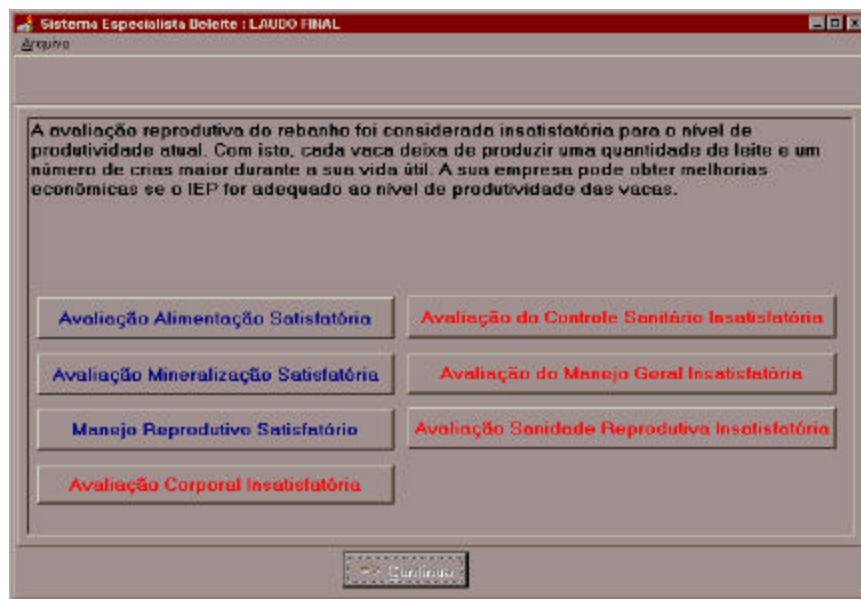 Sistema Especialista Deleite : LAUDO FINAL
Arquivo
A avaliação reprodutiva do rebanho foi considerada insatisfatória para o nível de
produtividade atual. Com isto, cada vaca deixa de produzir uma quantidade de leite e um
número de crias maior durante a sua vida útil. A sua empresa pode obter melhorias
econômicas se o IEP for adequado ao nível de produtividade das vacas.
Avaliação Alimentação Satisfatória
Avaliação do Controle Sanitário Insatisfatória
Avaliação Mineralização Satisfatória
Avaliação do Manejo Geral Insatisfatória
Manejo Reprodutivo Satisfatório
Avaliação Sanidade Reprodutiva Insatisfatória
Avaliação Corporal Insatisfatória
Continua